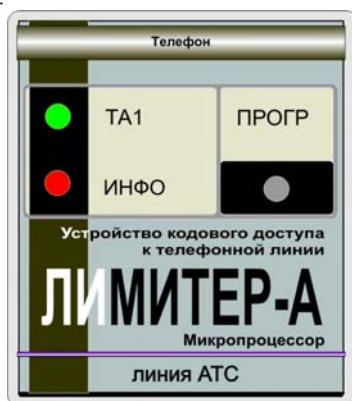 Телефон
ТА1
ПРОГР
ИНФО
Устройство кодового доступа
к телефонной линии
ЛИМИТЕР-А
Микропроцессор
линия АТС